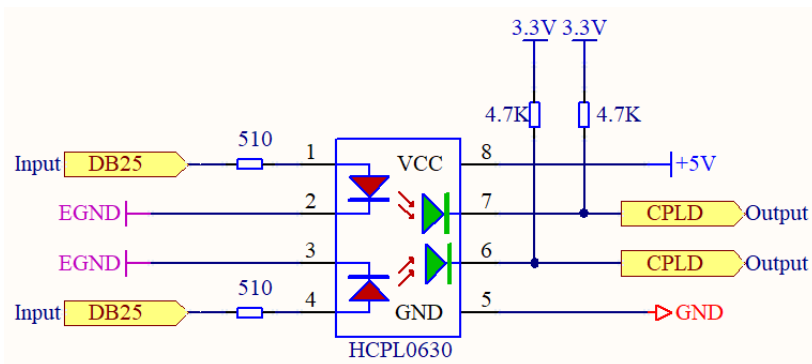 3.3V 3.3V
4.7K 4.7K
510
Input DB25 1 VCC 8 +5V
EGND 2 7 CPLD Output
EGND 3 6 CPLD Output
510
Input DB25 4 GND 5 GND
HCPL0630